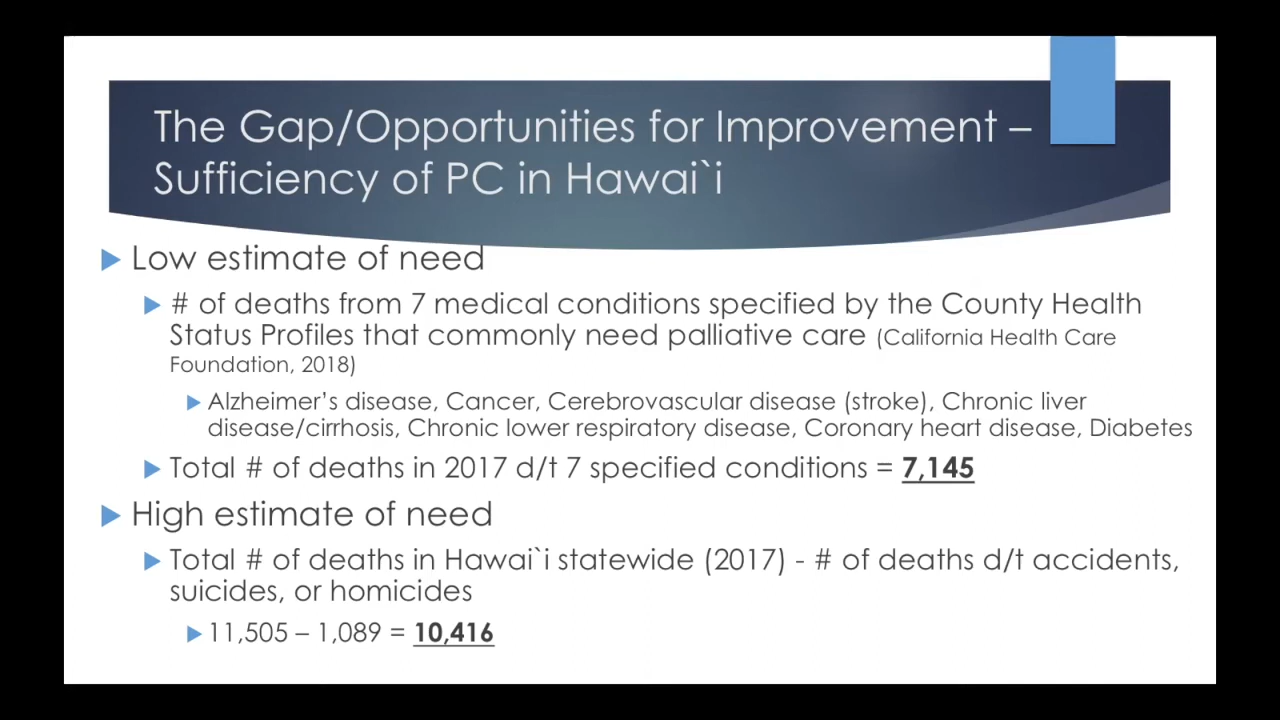 The Gap/Opportunities for Improvement –
Sufficiency of PC in Hawai`i
Low estimate of need
# of deaths from 7 medical conditions specified by the County Health
Status Profiles that commonly need palliative care (California Health Care
Foundation, 2018)
Alzheimer’s disease, Cancer, Cerebrovascular disease (stroke), Chronic liver
disease/cirrhosis, Chronic lower respiratory disease, Coronary heart disease, Diabetes
Total # of deaths in 2017 d/t 7 specified conditions = 7,145
High estimate of need
Total # of deaths in Hawai`i statewide (2017) - # of deaths d/t accidents,
suicides, or homicides
11,505 – 1,089 = 10,416